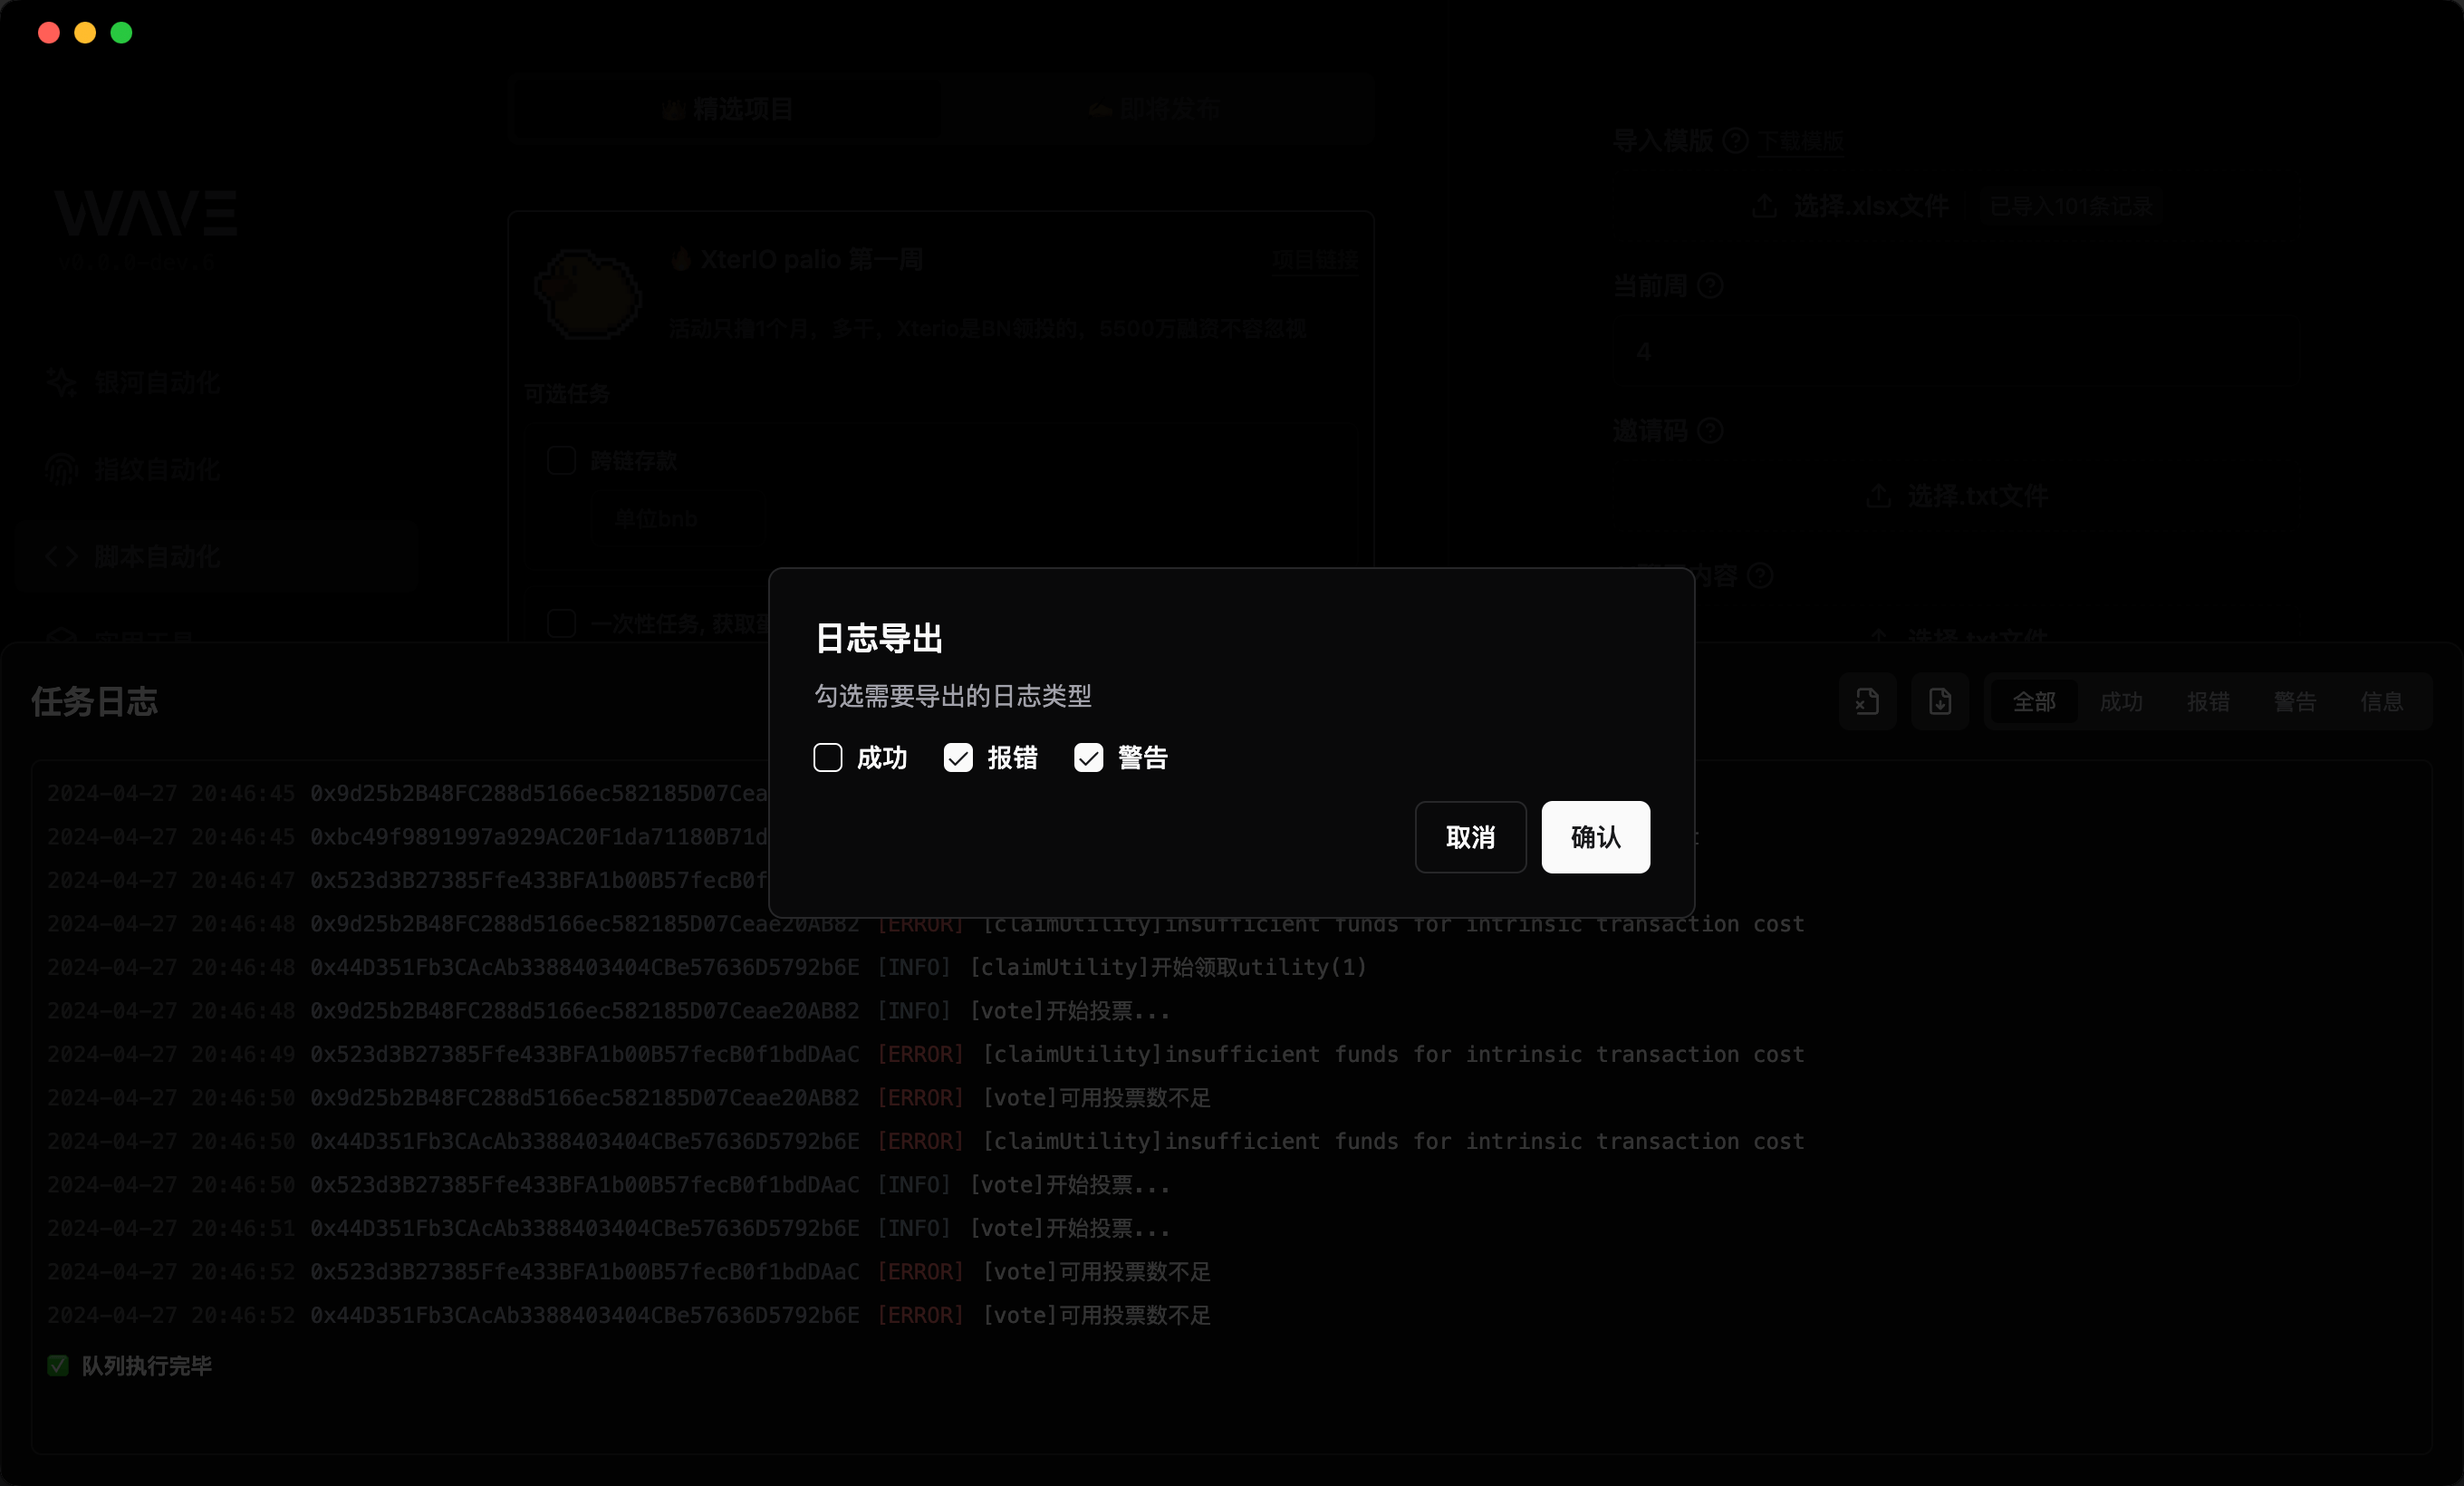 精选项目
即将发布
WAVE
v0.0.0-dev.6
银河自动化
指纹自动化
脚本自动化
实用工具
XterIO palio 第一周
项目链接
活动只撸1个月，多干，Xterio是BN领投的，5500万融资不容忽视
可选任务
跨链存款
单位bnb
一次性任务, 获取
导入模版 下载模版
选择.xlsx文件 已导入101条记录
当前周
4
邀请码
选择.txt文件
内容
选择.txt文件
日志导出
勾选需要导出的日志类型
成功 报错 警告
取消 确认
任务日志
全部 成功 报错 警告 信息
2024-04-27 20:46:45 0x9d25b2B48FC288d5166ec582185D07Cea
2024-04-27 20:46:45 0xbc49f9891997a929AC20F1da71180B71d
2024-04-27 20:46:47 0x523d3B27385Ffe433BFA1b00B57fecB0f
2024-04-27 20:46:48 0x9d25b2B48FC288d5166ec582185D07Ceae20AB82 [ERROR] [claimUtility]insufficient funds for intrinsic transaction cost
2024-04-27 20:46:48 0x44D351Fb3CAcAb3388403404CBe57636D5792b6E [INFO] [claimUtility]开始领取utility(1)
2024-04-27 20:46:48 0x9d25b2B48FC288d5166ec582185D07Ceae20AB82 [INFO] [vote]开始投票...
2024-04-27 20:46:49 0x523d3B27385Ffe433BFA1b00B57fecB0f1bdDAaC [ERROR] [claimUtility]insufficient funds for intrinsic transaction cost
2024-04-27 20:46:50 0x9d25b2B48FC288d5166ec582185D07Ceae20AB82 [ERROR] [vote]可用投票数不足
2024-04-27 20:46:50 0x44D351Fb3CAcAb3388403404CBe57636D5792b6E [ERROR] [claimUtility]insufficient funds for intrinsic transaction cost
2024-04-27 20:46:50 0x523d3B27385Ffe433BFA1b00B57fecB0f1bdDAaC [INFO] [vote]开始投票...
2024-04-27 20:46:51 0x44D351Fb3CAcAb3388403404CBe57636D5792b6E [INFO] [vote]开始投票...
2024-04-27 20:46:52 0x523d3B27385Ffe433BFA1b00B57fecB0f1bdDAaC [ERROR] [vote]可用投票数不足
2024-04-27 20:46:52 0x44D351Fb3CAcAb3388403404CBe57636D5792b6E [ERROR] [vote]可用投票数不足
队列执行完毕